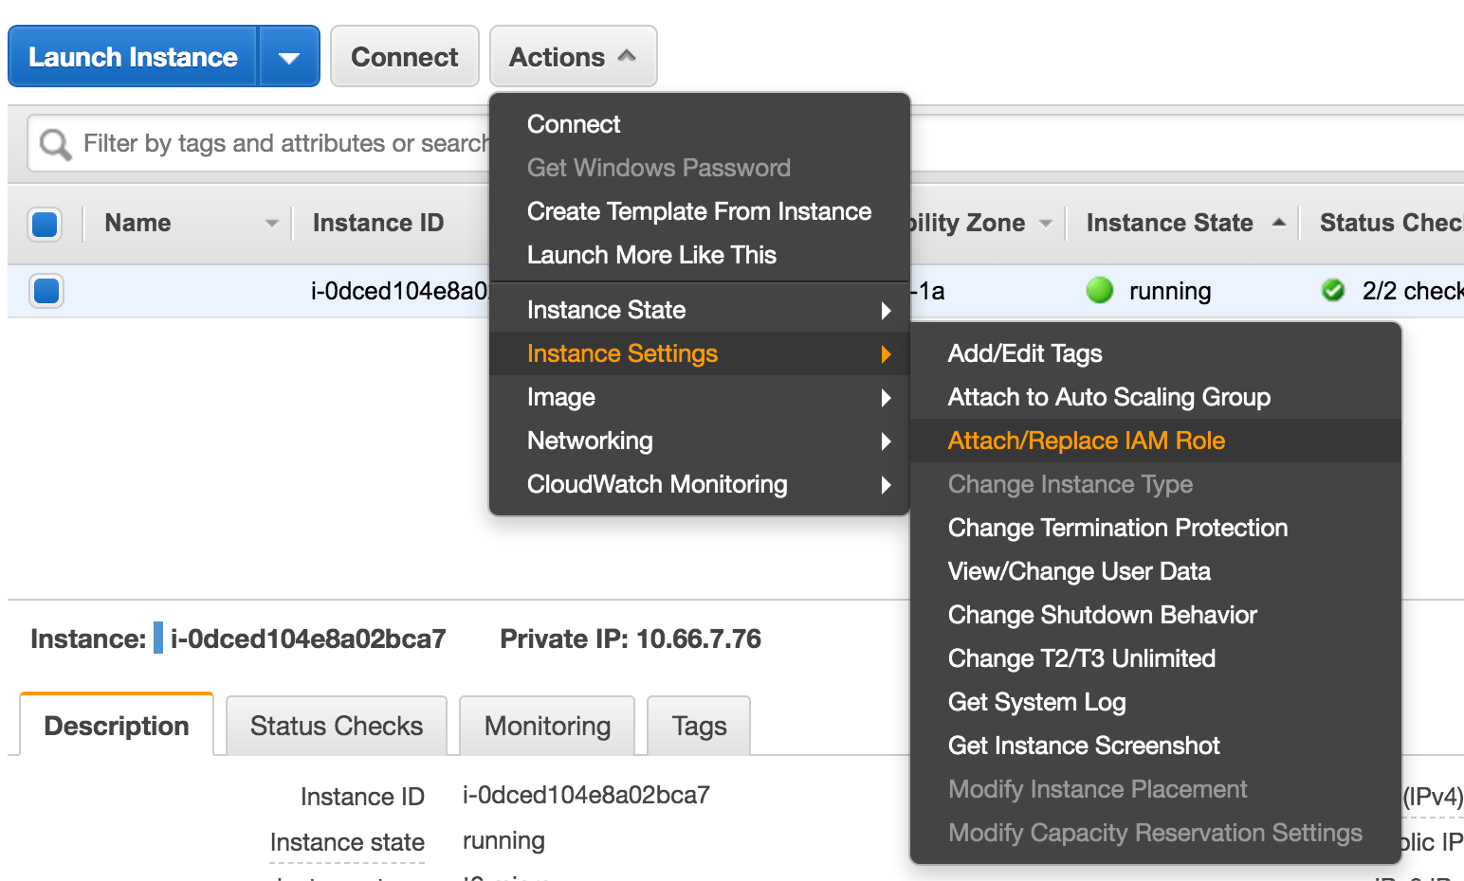 Launch Instance
Connect
Actions
Filter by tags and attributes or search
Connect
Get Windows Password
Create Template From Instance
Launch More Like This
Instance State
Instance Settings
Image
Networking
CloudWatch Monitoring
Name
Instance ID
Zone
Instance State
Status
i-0dced104e8a0
-1a
running
2/2
Add/Edit Tags
Attach to Auto Scaling Group
Attach/Replace IAM Role
Change Instance Type
Change Termination Protection
View/Change User Data
Change Shutdown Behavior
Change T2/T3 Unlimited
Get System Log
Get Instance Screenshot
Modify Instance Placement
Modify Capacity Reservation Settings
Instance: i-0dced104e8a02bca7 Private IP: 10.66.7.76
Description
Status Checks
Monitoring
Tags
Instance ID i-0dced104e8a02bca7
(IPv4)
Instance state running
IP